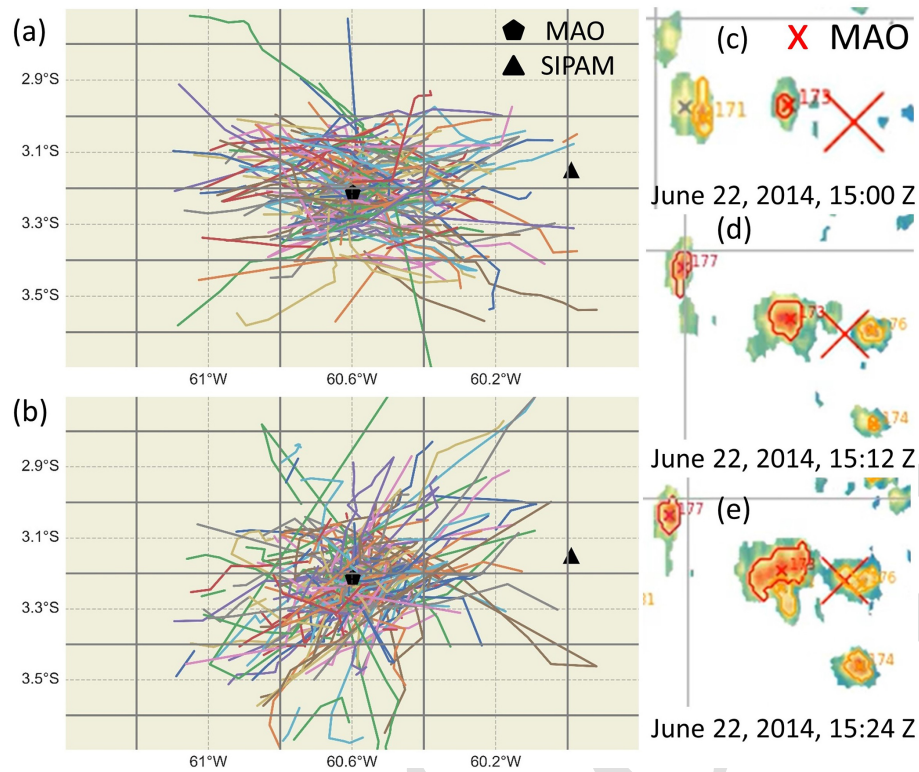 (a)
MAO
SIPAM
2.9°S
3.1°S
3.3°S
3.5°S
61°W
60.6°W
60.2°W
(b)
2.9°S
3.1°S
3.3°S
3.5°S
61°W
60.6°W
60.2°W
(c)
X MAO
171
173
June 22, 2014, 15:00 Z
(d)
177
173
176
174
June 22, 2014, 15:12 Z
(e)
177
173
176
174
June 22, 2014, 15:24 Z